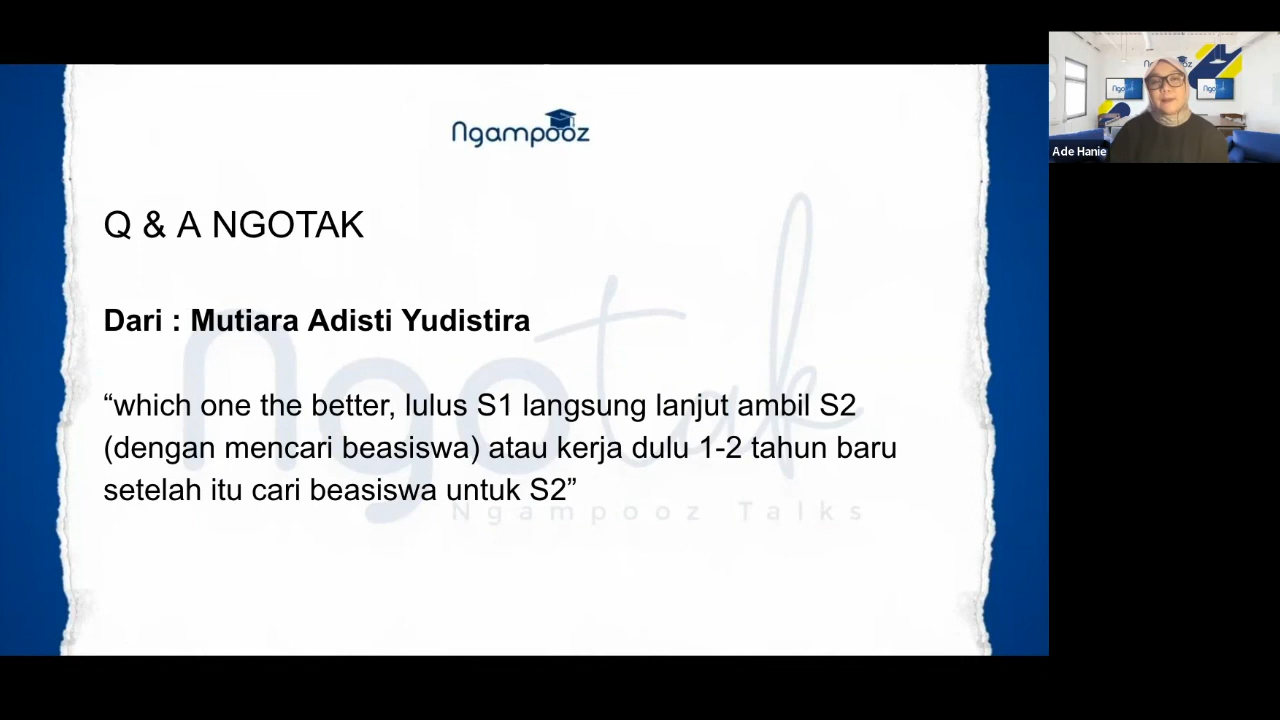 Ngampooz
Q & A NGOTAK
Dari : Mutiara Adisti Yudistira
“which one the better, lulus S1 langsung lanjut ambil S2
(dengan mencari beasiswa) atau kerja dulu 1-2 tahun baru
setelah itu cari beasiswa untuk S2”
Ngotak
Ngampooz Talks
Ade Hanie